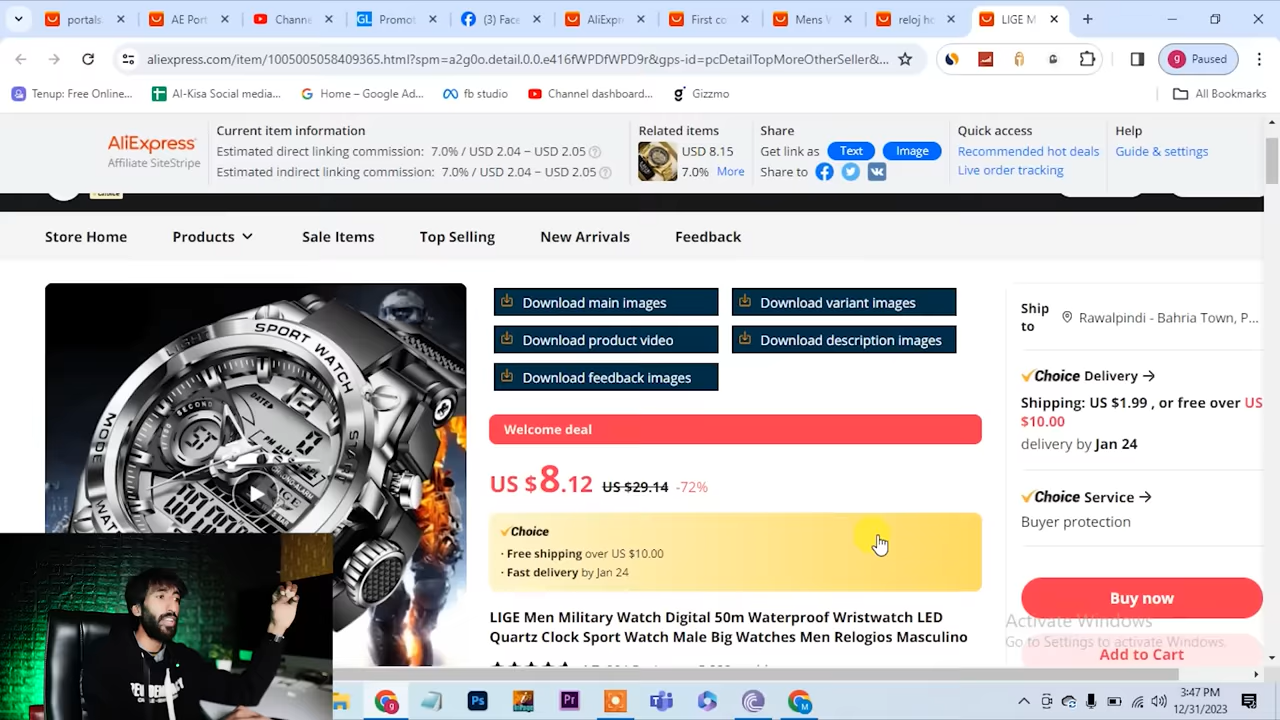 portals
AE Port
Channe
Promot
(3) Face
AliExpre
First co
Mens W
reloj ho
LIGE M
aliexpress.com/item/1005005058409365.html?spm=a2g0o.detail.0.0.e416fWPDfWPD9r&gps-id=pcDetailTopMoreOtherSeller&...
Paused
Tenup: Free Onlin...
AI-Kisa Social media...
Home – Google Ad...
fb studio
Channel dashboard...
Gizzmo
All Bookmarks
AliExpress
Affiliate SiteStripe
Current item information
Estimated direct linking commission: 7.0% / USD 2.04 – USD 2.05
Estimated indirect linking commission: 7.0% / USD 2.04 – USD 2.05
Related items
USD 8.15
7.0% More
Share
Get link as Text Image
Share to
Quick access
Recommended hot deals
Live order tracking
Help
Guide & settings
Store Home
Products
Sale Items
Top Selling
New Arrivals
Feedback
Download main images
Download variant images
Download product video
Download description images
Download feedback images
Welcome deal
US $8.12 US $29.14 -72%
Choice
· Free shipping over US $10.00
· Fast delivery by Jan 24
LIGE Men Military Watch Digital 50m Waterproof Wristwatch LED
Quartz Clock Sport Watch Male Big Watches Men Relogios Masculino
Ship
to
Rawalpindi - Bahria Town, P...
Choice Delivery
Shipping: US $1.99 , or free over US
$10.00
delivery by Jan 24
Choice Service
Buyer protection
Buy now
Add to Cart
Activate Windows
Go to Settings to activate Windows.
SPORT WATCH
LIGHT
MODE
SECOND
LIGE
3:47 PM
12/31/2023